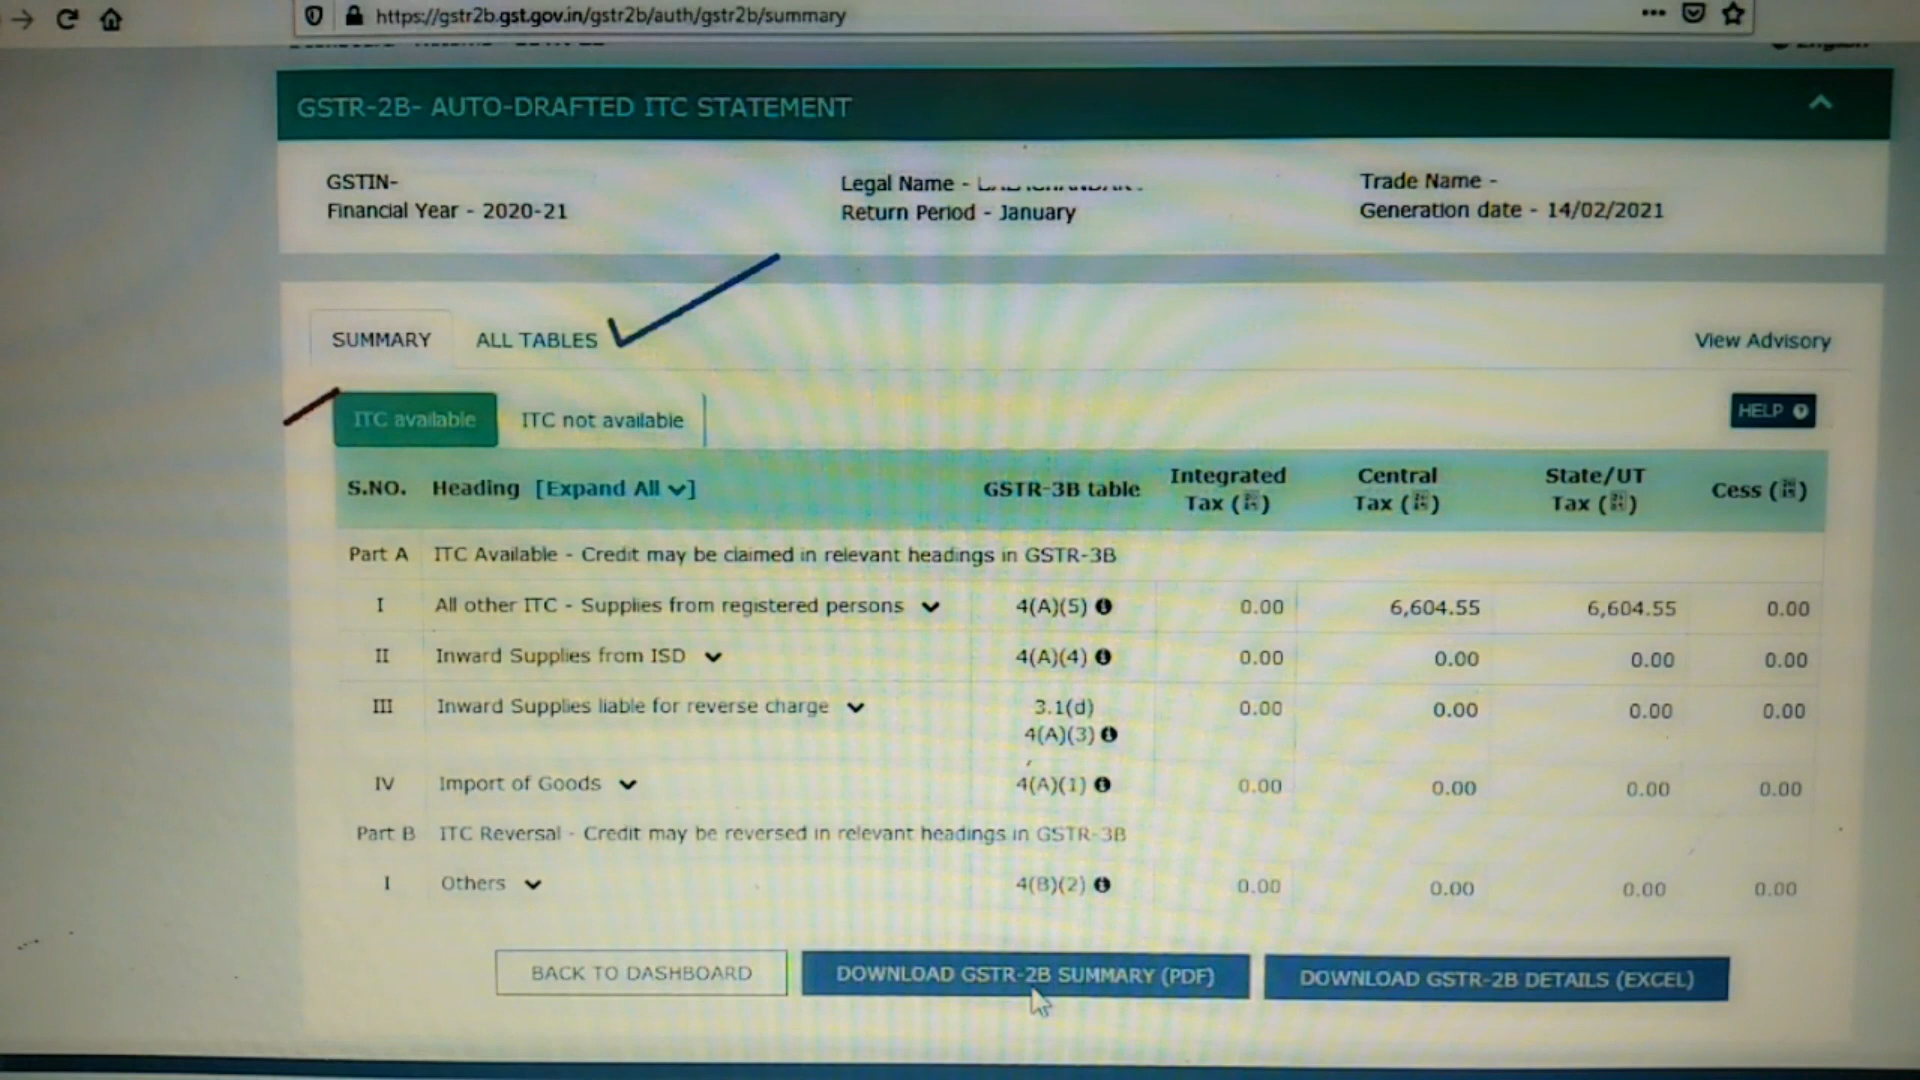 https://gstr2b.gst.gov.in/gstr2b/auth/gstr2b/summary
GSTR-2B- AUTO-DRAFTED ITC STATEMENT
GSTIN-
Legal Name -
Trade Name -
Financial Year - 2020-21
Return Period - January
Generation date - 14/02/2021
SUMMARY ALL TABLES
View Advisory
ITC available ITC not available
HELP
S.NO. Heading [Expand All] GSTR-3B table Integrated Tax () Central Tax () State/UT Tax () Cess ()
Part A ITC Available - Credit may be claimed in relevant headings in GSTR-3B
I All other ITC - Supplies from registered persons 4(A)(5) 0.00 6,604.55 6,604.55 0.00
II Inward Supplies from ISD 4(A)(4) 0.00 0.00 0.00 0.00
III Inward Supplies liable for reverse charge 3.1(d) 0.00 0.00 0.00 0.00
4(A)(3)
IV Import of Goods 4(A)(1) 0.00 0.00 0.00 0.00
Part B ITC Reversal - Credit may be reversed in relevant headings in GSTR-3B
I Others 4(B)(2) 0.00 0.00 0.00 0.00
BACK TO DASHBOARD DOWNLOAD GSTR-2B SUMMARY (PDF) DOWNLOAD GSTR-2B DETAILS (EXCEL)